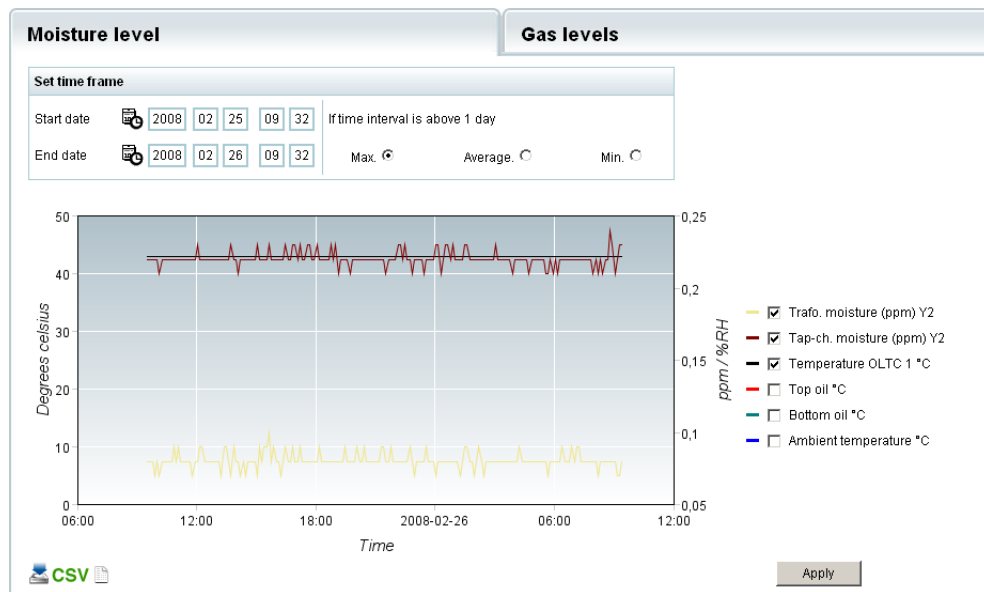 Moisture level
Gas levels
Set time frame
Start date 2008 02 25 09 32 If time interval is above 1 day
End date 2008 02 26 09 32 Max. Average. Min.
50 0,25
40 0,2
30 0,15
20 0,1
10 0,05
0
Degrees celsius
ppm / %RH
06:00 12:00 18:00 2008-02-26 06:00 12:00
Time
Trafo. moisture (ppm) Y2
Tap-ch. moisture (ppm) Y2
Temperature OLTC 1 °C
Top oil °C
Bottom oil °C
Ambient temperature °C
CSV
Apply